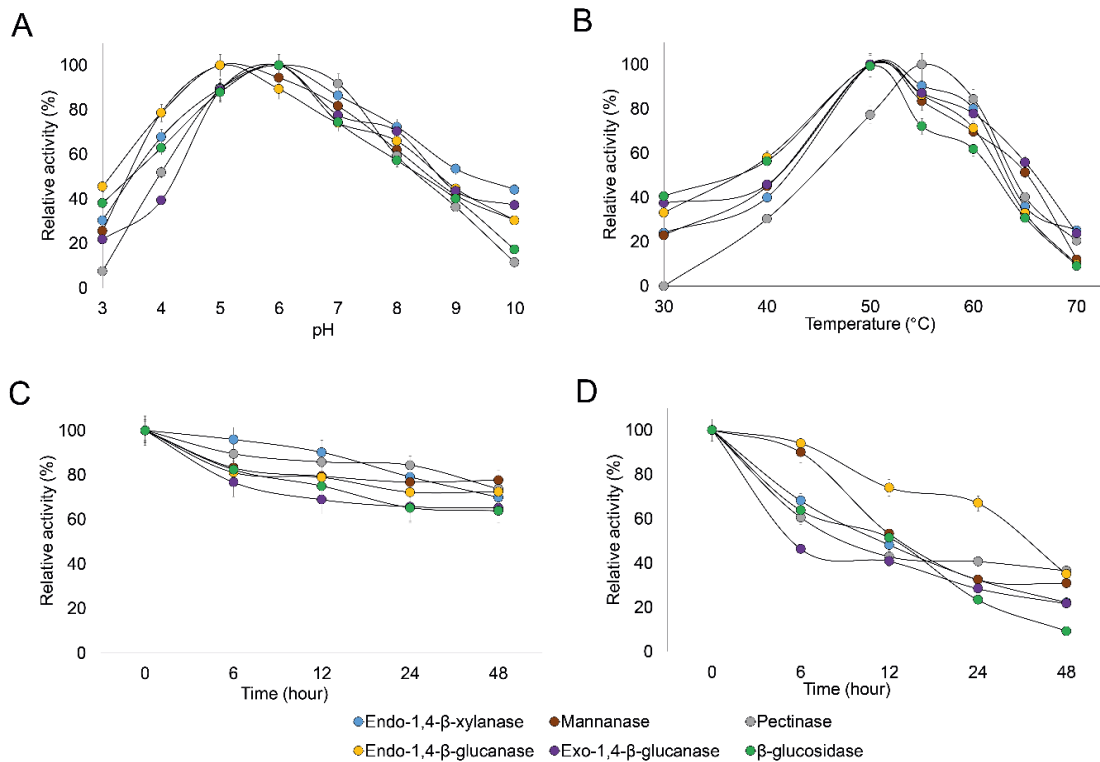 A
Relative activity (%)
100
80
60
40
20
0
3 4 5 6 7 8 9 10
pH
B
Relative activity (%)
100
80
60
40
20
0
30 40 50 60 70
Temperature (°C)
C
Relative activity (%)
100
80
60
40
20
0
0 6 12 24 48
Time (hour)
D
Relative activity (%)
100
80
60
40
20
0
0 6 12 24 48
Time (hour)
Endo-1,4-β-xylanase Mannanase Pectinase
Endo-1,4-β-glucanase Exo-1,4-β-glucanase β-glucosidase